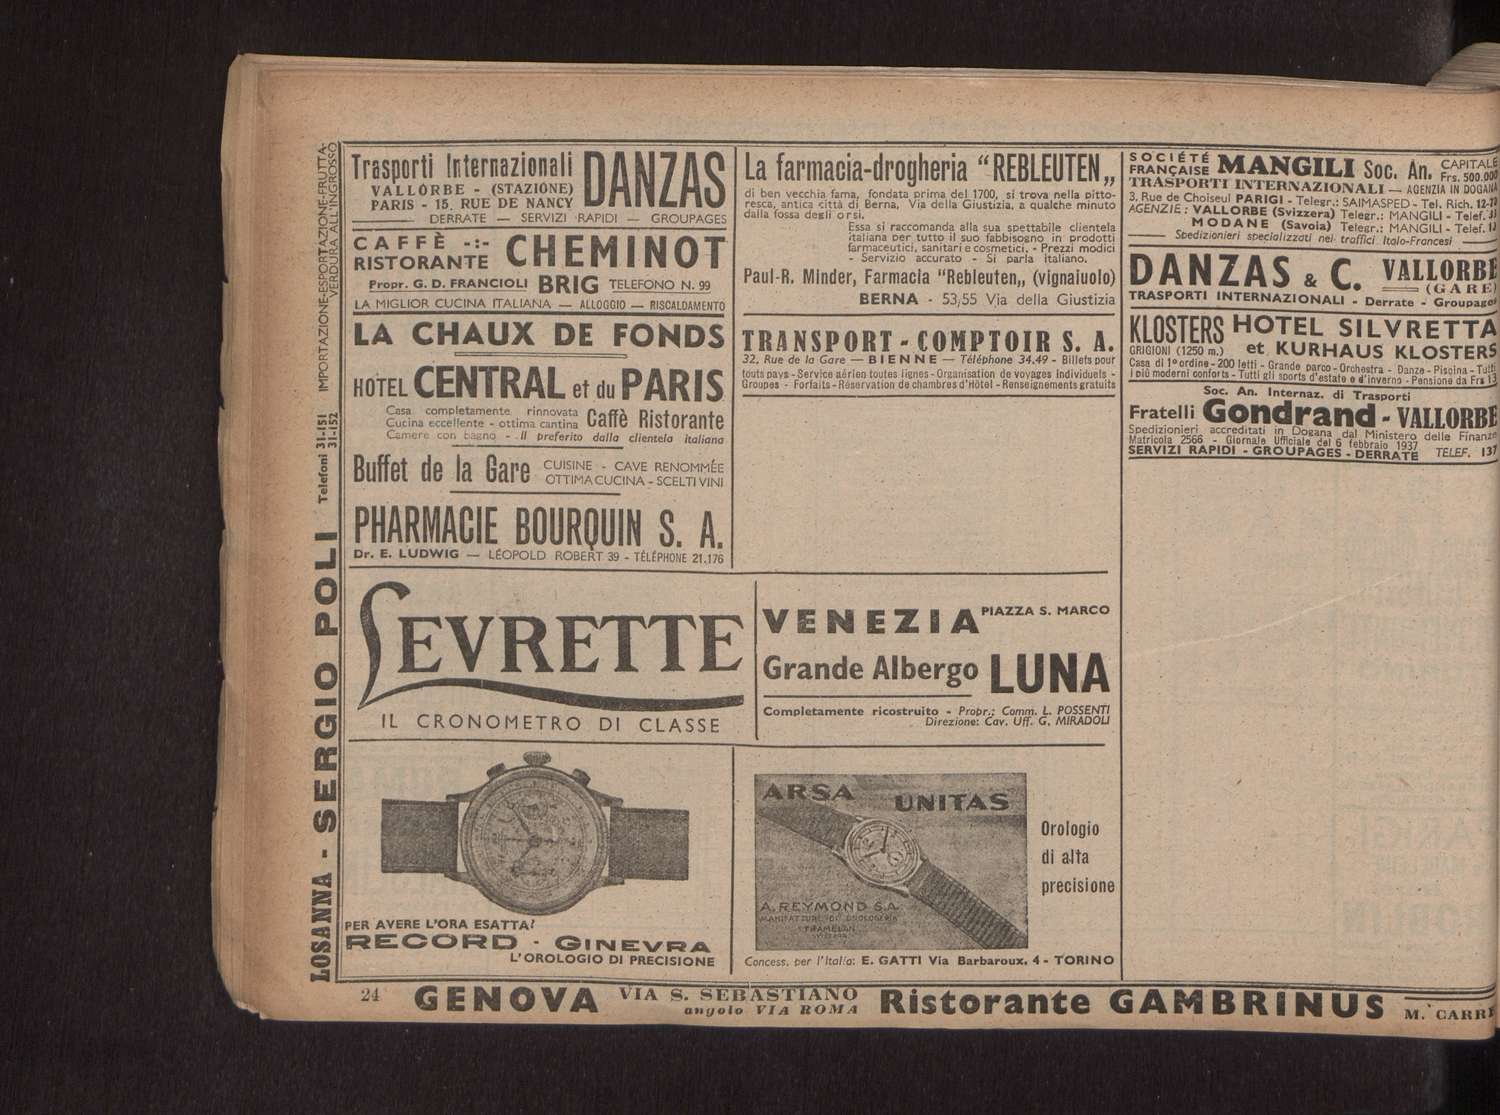 LOSANNA - SERGIO POLI Telefoni 31-151
31-152
IMPORTAZIONE-ESPORTAZIONE-FRUTTA-
VERDURA ALL'INGROSSO
Trasporti Internazionali DANZAS
VALLORBE - (STAZIONE)
PARIS - 15, RUE DE NANCY
DERRATE — SERVIZI RAPIDI — GROUPAGES
CAFFÈ -:- RISTORANTE CHEMINOT
Propr. G. D. FRANCIOLI BRIG TELEFONO N. 99
LA MIGLIOR CUCINA ITALIANA — ALLOGGIO — RISCALDAMENTO
LA CHAUX DE FONDS
HOTEL CENTRAL et du PARIS
Casa completamente rinnovata
Cucina eccellente - ottima cantina Caffè Ristorante
Camere con bagno - Il preferito dalla clientela italiana
Buffet de la Gare CUISINE - CAVE RENOMMÉE
OTTIMA CUCINA - SCELTI VINI
PHARMACIE BOURQUIN S. A.
Dr. E. LUDWIG — LÉOPOLD ROBERT 39 - TÉLÉPHONE 21.176
La farmacia-drogheria “REBLEUTEN„
di ben vecchia fama, fondata prima del 1700, si trova nella pitto-
resca, antica città di Berna, Via della Giustizia, a qualche minuto
dalla fossa degli orsi.
Essa si raccomanda alla sua spettabile clientela
italiana per tutto il suo fabbisogno in prodotti
farmaceutici, sanitari e cosmetici. - Prezzi modici
- Servizio accurato - Si parla italiano.
Paul-R. Minder, Farmacia “Rebleuten„ (vignaiuolo)
BERNA - 53,55 Via della Giustizia
TRANSPORT - COMPTOIR S. A.
32, Rue de la Gare — BIENNE — Téléphone 34.49 - Billets pour
touts pays - Service aérien toutes lignes - Organisation de voyages individuels -
Groupes - Forfaits - Réservation de chambres d'Hôtel - Renseignements gratuits
SOCIÉTÉ FRANÇAISE MANGILI Soc. An. CAPITALE
Frs. 500.000
TRASPORTI INTERNAZIONALI — AGENZIA IN DOGANA
3, Rue de Choiseul PARIGI - Telegr.: SAIMASPED - Tel. Rich. 12-70
AGENZIE: VALLORBE (Svizzera) Telegr.: MANGILI - Telef.
MODANE (Savoia) Telegr.: MANGILI - Telef.
Spedizionieri specializzati nei traffici Italo-Francesi
DANZAS & C. VALLORBE
(GARE)
TRASPORTI INTERNAZIONALI - Derrate - Groupages
KLOSTERS HOTEL SILVRETTA
GRIGIONI (1250 m.) et KURHAUS KLOSTERS
Casa di 1º ordine - 200 letti - Grande parco - Orchestra - Danze - Piscina - Tutti
i più moderni conforts - Tutti gli sports d'estate e d'inverno - Pensione da Frs 13
Soc. An. Internaz. di Trasporti
Fratelli Gondrand - VALLORBE
Spedizionieri accreditati in Dogana dal Ministero delle Finanze
Matricola 2566 - Giornale Ufficiale del 6 febbraio 1937
SERVIZI RAPIDI - GROUPAGES - DERRATE TELEF. 137
LEVRETTE
IL CRONOMETRO DI CLASSE
VENEZIA PIAZZA S. MARCO
Grande Albergo LUNA
Completamente ricostruito - Propr.: Comm. L. POSSENTI
Direzione: Cav. Uff. G. MIRADOLI
PER AVERE L'ORA ESATTA?
RECORD - GINEVRA
L'OROLOGIO DI PRECISIONE
ARSA UNITAS
A. REYMOND S.A.
MANIFATTURE DI OROLOGERIA
TRAMELAN
Orologio
di alta
precisione
Concess. per l'Italia: E. GATTI Via Barbaroux, 4 - TORINO
24 GENOVA VIA S. SEBASTIANO
angolo VIA ROMA Ristorante GAMBRINUS M. CARRE